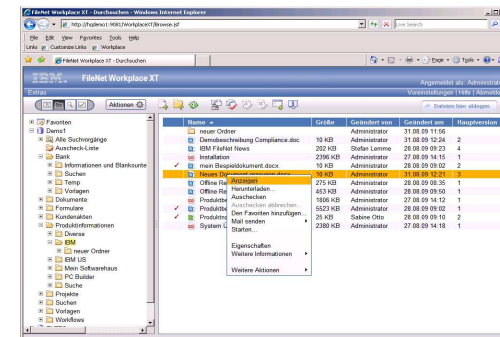 FileNet Workplace XT - Durchsuchen - Windows Internet Explorer
http://hqdemo1:9081/WorkplaceXT/Browse.jsf
Live Search
File Edit View Favorites Tools Help
Links Customize Links Workplace
FileNet Workplace XT - Durchsuchen
Page Tools
IBM. FileNet Workplace XT
Angemeldet als: Administrat
Extras
Voreinstellungen | Hilfe | Abmelde
Aktionen
Dateien hier ablegen
Favoriten
Demo1
Alle Suchvorgänge
Auscheck-Liste
Bank
Informationen und Blankounte
Suchen
Temp
Vorlagen
Dokumente
Formulare
Kundenakten
Produktinformationen
Diverse
IBM
neuer Ordner
IBM US
Mein Softwarehaus
PC Builder
Suche
Projekte
Suchen
Vorlagen
Workflows
Name Größe Geändert von Geändert am Hauptversion
neuer Ordner Administrator 31.08.09 11:56
Demobeschreibung Compliance.doc 10 KB Administrator 28.08.09 12:24 2
IBM FileNet News 202 KB Stefan Lemme 28.08.09 09:23 4
Installation 2396 KB Administrator 27.08.09 14:15 1
mein Bespieldokument.docx 10 KB Administrator 28.08.09 09:02 2
Neues Dokument 10 KB Administrator 31.08.09 12:21 3
Offline Re 275 KB Administrator 28.08.09 08:35 1
Offline Re 453 KB Administrator 28.08.09 09:50 1
Produktbe 1806 KB Administrator 27.08.09 14:12 1
Produktbe 5523 KB Administrator 28.08.09 09:02 1
Produktno 25 KB Sabine Otto 28.08.09 09:10 2
System 2380 KB Administrator 27.08.09 14:18 1
Anzeigen
Herunterladen...
Auschecken
Auschecken abbrechen...
Den Favoriten hinzufügen...
Mail senden
Starten...
Eigenschaften
Weitere Informationen
Weitere Aktionen